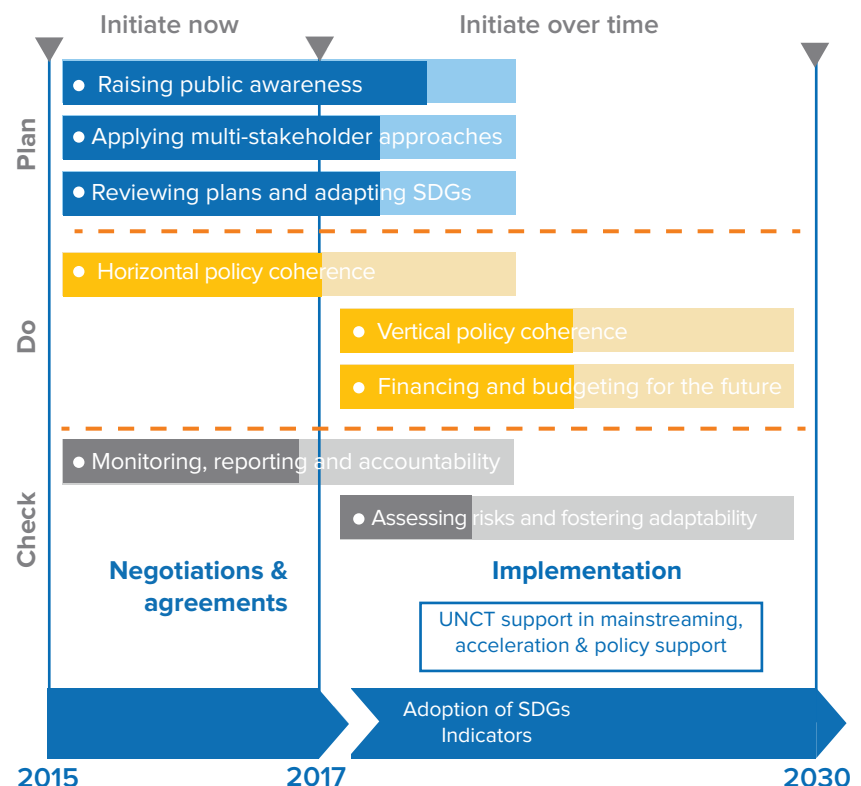 Initiate now
Initiate over time
Plan
• Raising public awareness
• Applying multi-stakeholder approaches
• Reviewing plans and adapting SDGs
Do
• Horizontal policy coherence
• Vertical policy coherence
• Financing and budgeting for the future
Check
• Monitoring, reporting and accountability
• Assessing risks and fostering adaptability
Negotiations &
agreements
Implementation
UNCT support in mainstreaming,
acceleration & policy support
Adoption of SDGs
Indicators
2015
2017
2030